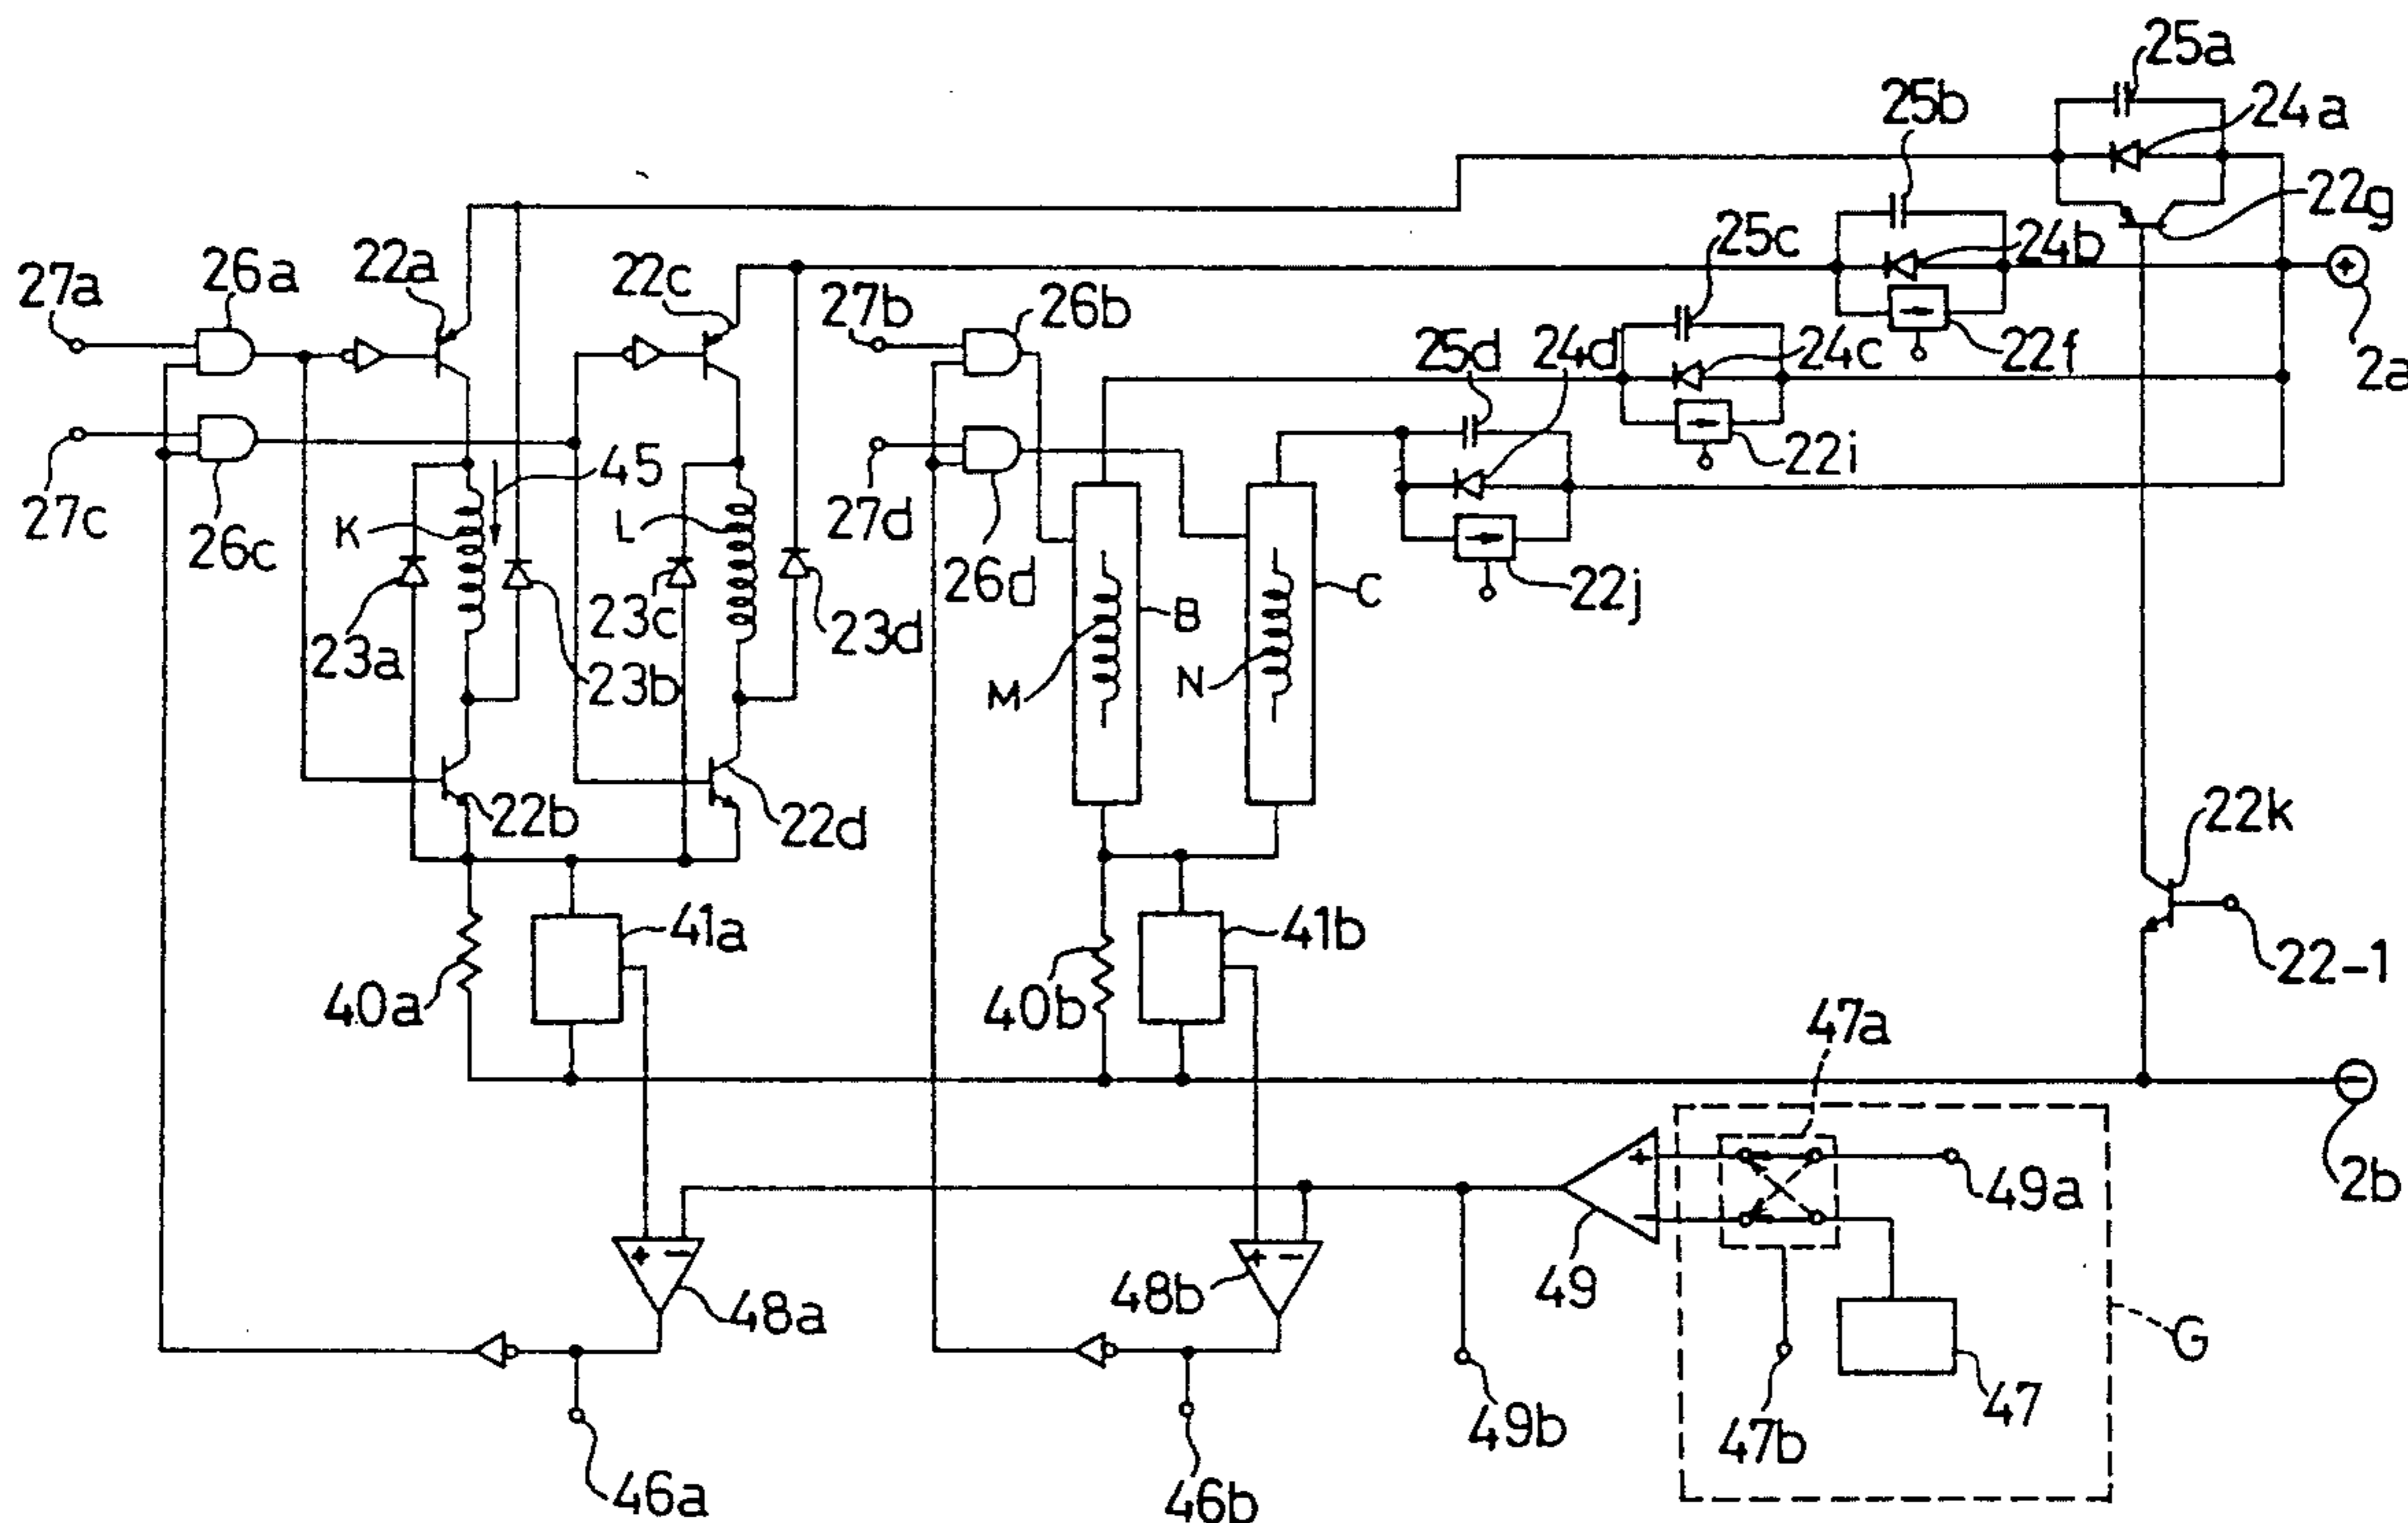 25a
25b
24a
22g
25c
24b
22a
22c
27b
26b
26a
27a
25d
24d
24c
22f
+
2a
45
22i
27c
26c
K
L
27d
26d
22j
23a
23b
23c
23d
M
B
N
C
22b
22d
22k
41a
41b
22-1
40a
40b
47a
−
2b
+
49a
−
49
+ −
48a
+ −
48b
G
47
49b
47b
46a
46b